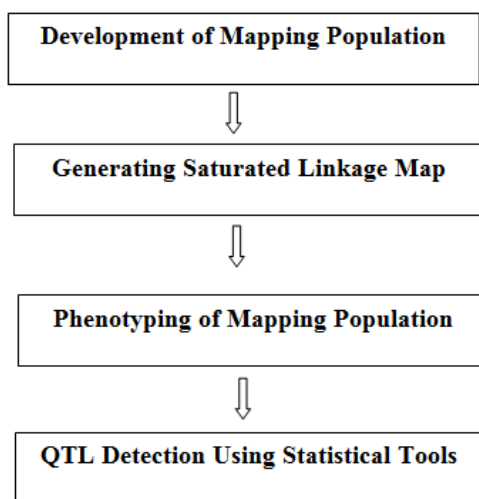 Development of Mapping Population
Generating Saturated Linkage Map
Phenotyping of Mapping Population
QTL Detection Using Statistical Tools